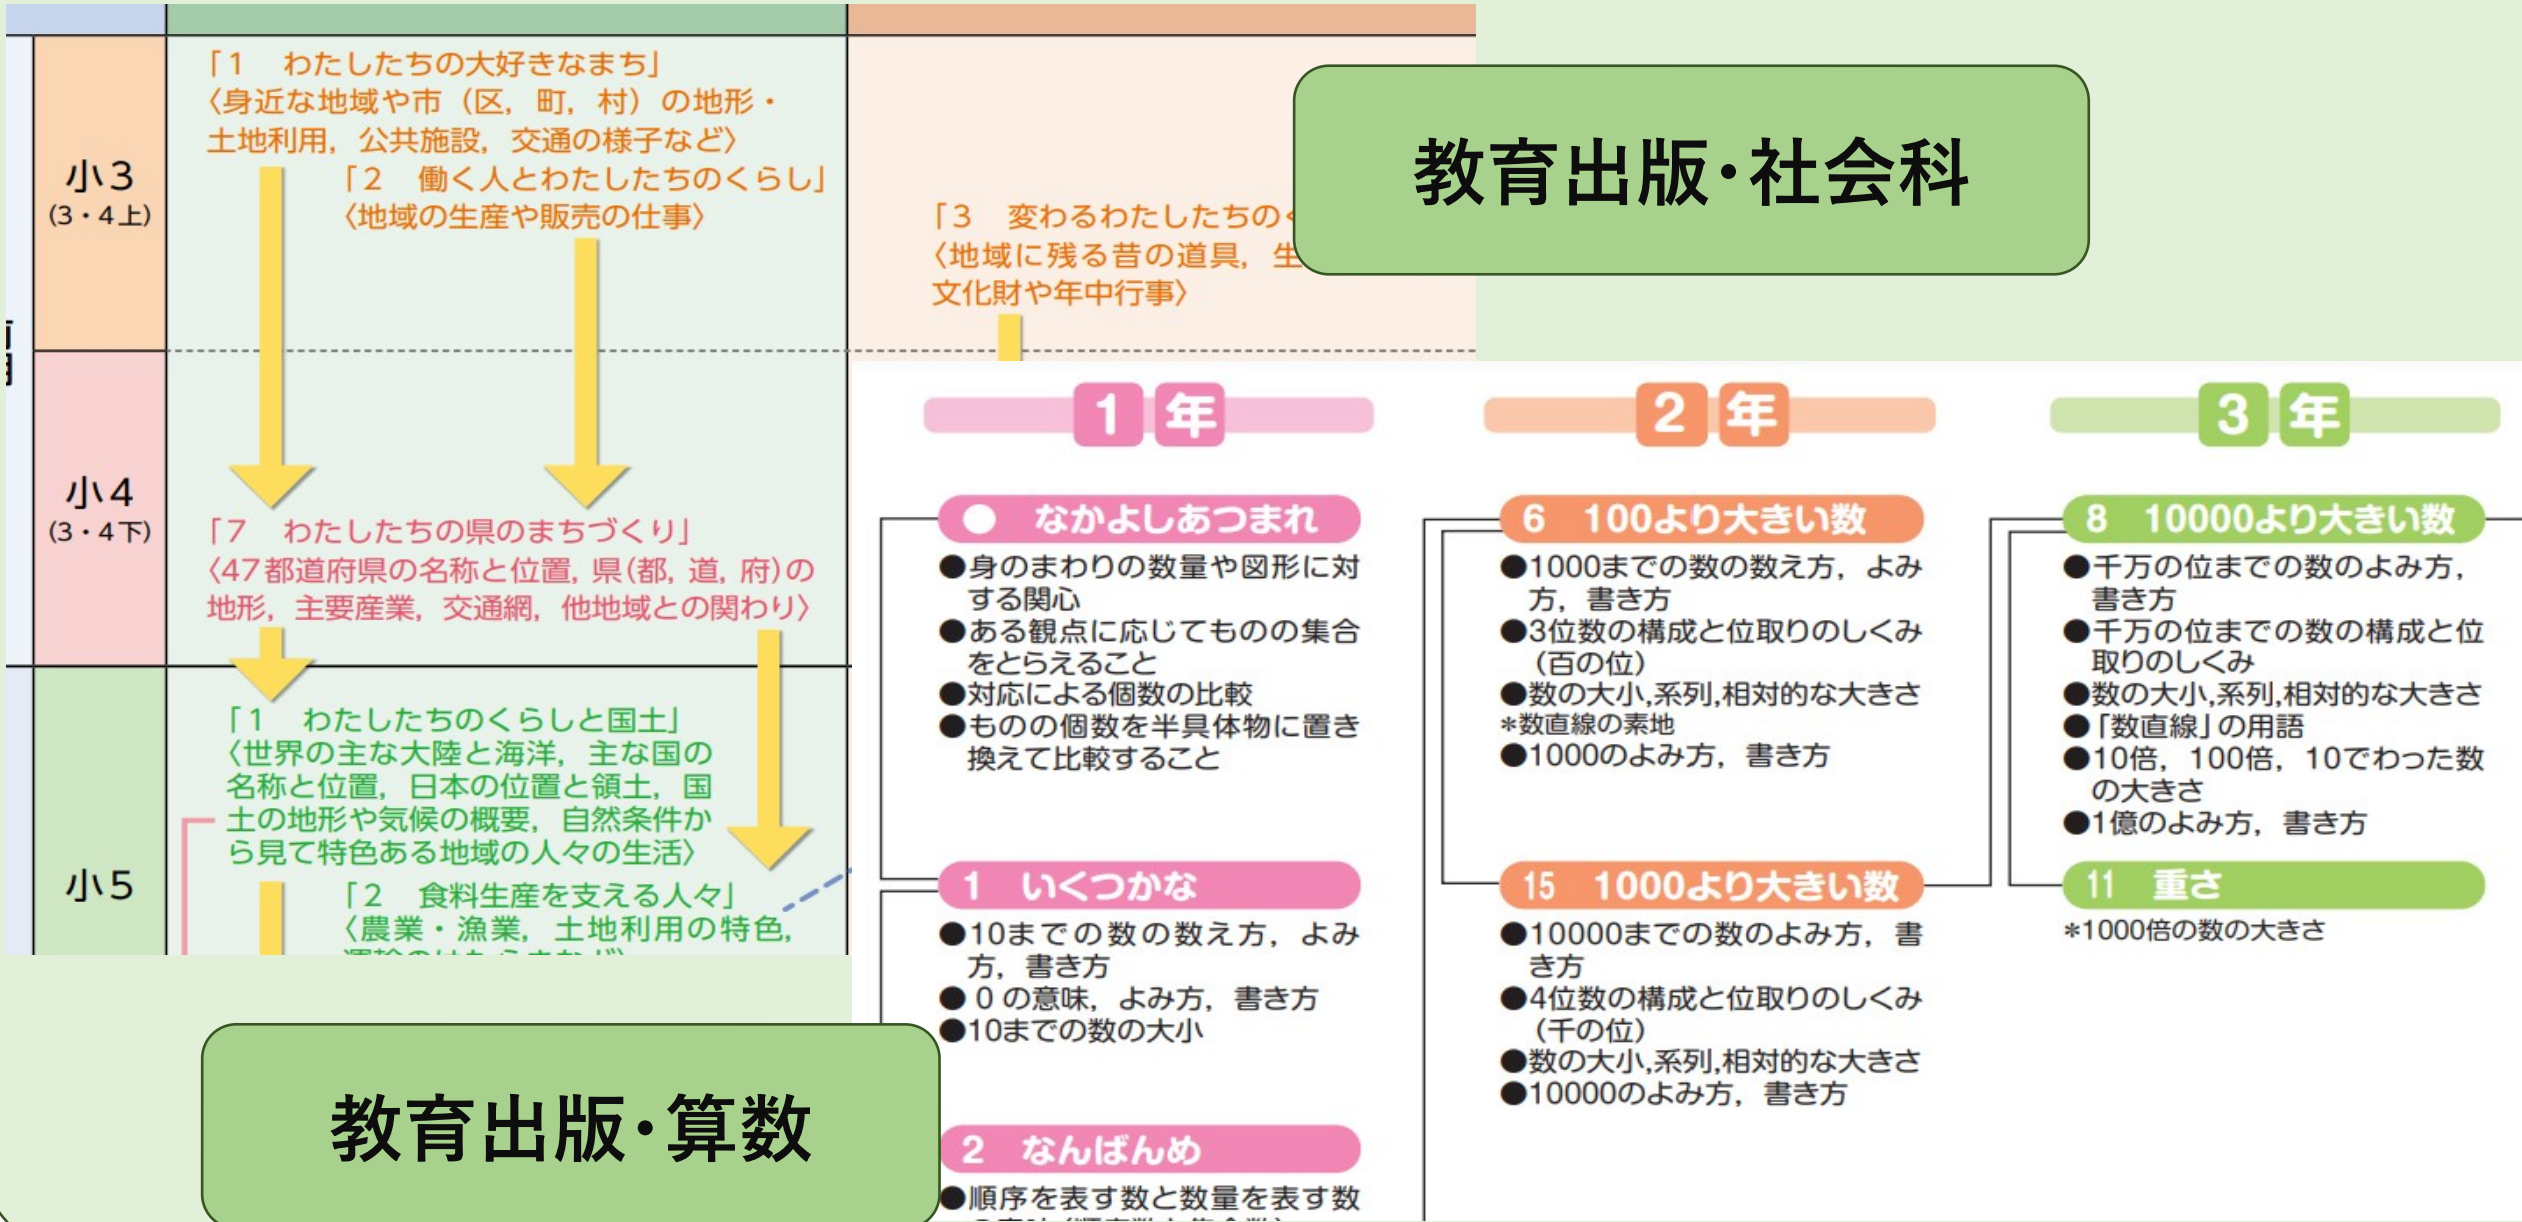 「1　わたしたちの大好きなまち」
〈身近な地域や市（区，町，村）の地形・
土地利用，公共施設，交通の様子など〉
小3
(3・4上)
「2　働く人とわたしたちのくらし」
〈地域の生産や販売の仕事〉
「3　変わるわたしたちの
〈地域に残る昔の道具，生
文化財や年中行事〉
教育出版・社会科
小4
(3・4下)
「7　わたしたちの県のまちづくり」
〈47都道府県の名称と位置，県(都，道，府)の
地形，主要産業，交通網，他地域との関わり〉
小5
「1　わたしたちのくらしと国土」
〈世界の主な大陸と海洋，主な国の
名称と位置，日本の位置と領土，国
土の地形や気候の概要，自然条件か
ら見て特色ある地域の人々の生活〉
「2　食料生産を支える人々」
〈農業・漁業，土地利用の特色，
教育出版・算数
1年
● なかよしあつまれ
●身のまわりの数量や図形に対
する関心
●ある観点に応じてものの集合
をとらえること
●対応による個数の比較
●ものの個数を半具体物に置き
換えて比較すること
1　いくつかな
●10までの数の数え方，よみ
方，書き方
●0の意味，よみ方，書き方
●10までの数の大小
2　なんばんめ
●順序を表す数と数量を表す数
2年
6　100より大きい数
●1000までの数の数え方，よみ
方，書き方
●3位数の構成と位取りのしくみ
（百の位）
●数の大小,系列,相対的な大きさ
*数直線の素地
●1000のよみ方，書き方
15　1000より大きい数
●10000までの数のよみ方，書
き方
●4位数の構成と位取りのしくみ
（千の位）
●数の大小,系列,相対的な大きさ
●10000のよみ方，書き方
3年
8　10000より大きい数
●千万の位までの数のよみ方，
書き方
●千万の位までの数の構成と位
取りのしくみ
●数の大小,系列,相対的な大きさ
●「数直線」の用語
●10倍，100倍，10でわった数
の大きさ
●1億のよみ方，書き方
11　重さ
*1000倍の数の大きさ